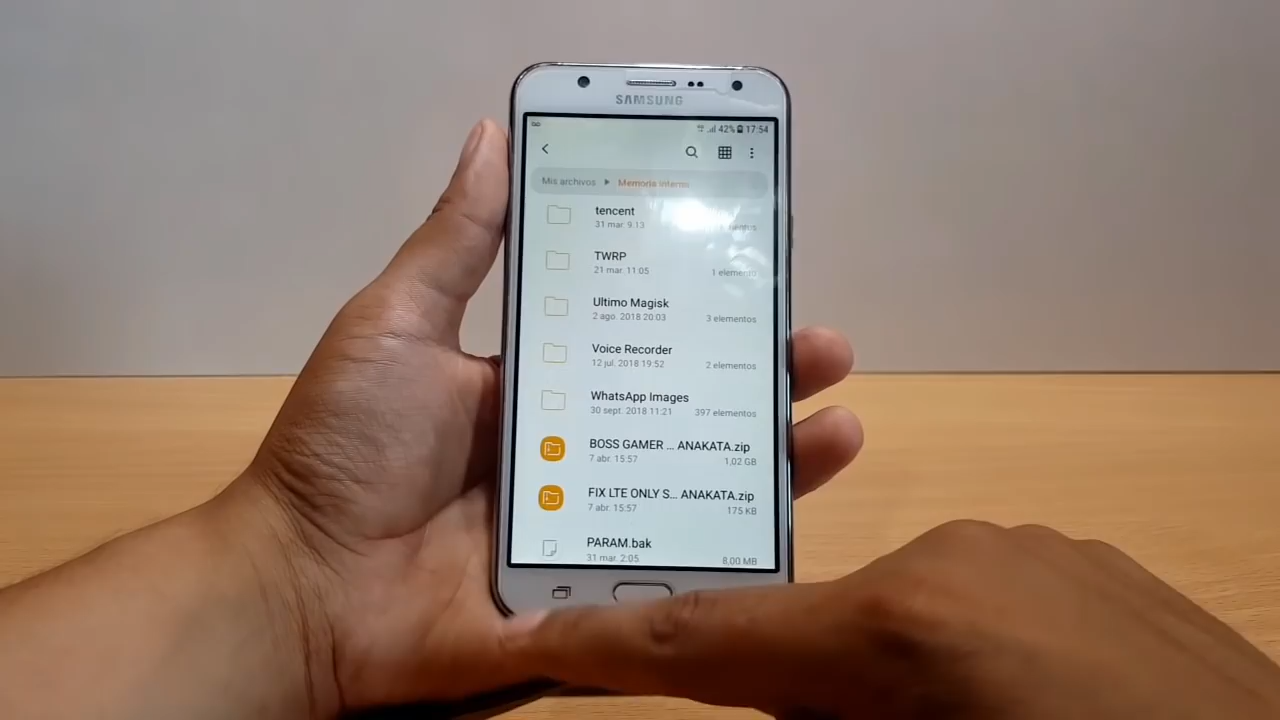 SAMSUNG
42% 17:54
Mis archivos ▶ Memoria interna
tencent
31 mar. 9:13
TWRP
21 mar. 11:05 1 elemento
Ultimo Magisk
2 ago. 2018 20:03 3 elementos
Voice Recorder
12 jul. 2018 19:52 2 elementos
WhatsApp Images
30 sept. 2018 11:21 397 elementos
BOSS GAMER ... ANAKATA.zip
7 abr. 15:57 1,02 GB
FIX LTE ONLY S... ANAKATA.zip
7 abr. 15:57 175 KB
PARAM.bak
31 mar. 2:05 8,00 MB